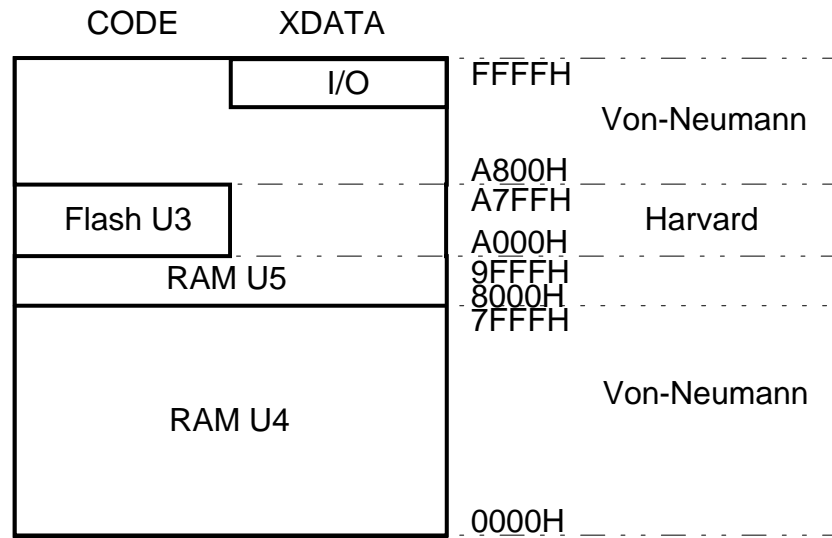 CODE XDATA
I/O FFFFH
Von-Neumann
A800H
Flash U3 A7FFH Harvard
A000H
RAM U5 9FFFH
8000H
7FFFH
Von-Neumann
RAM U4
0000H